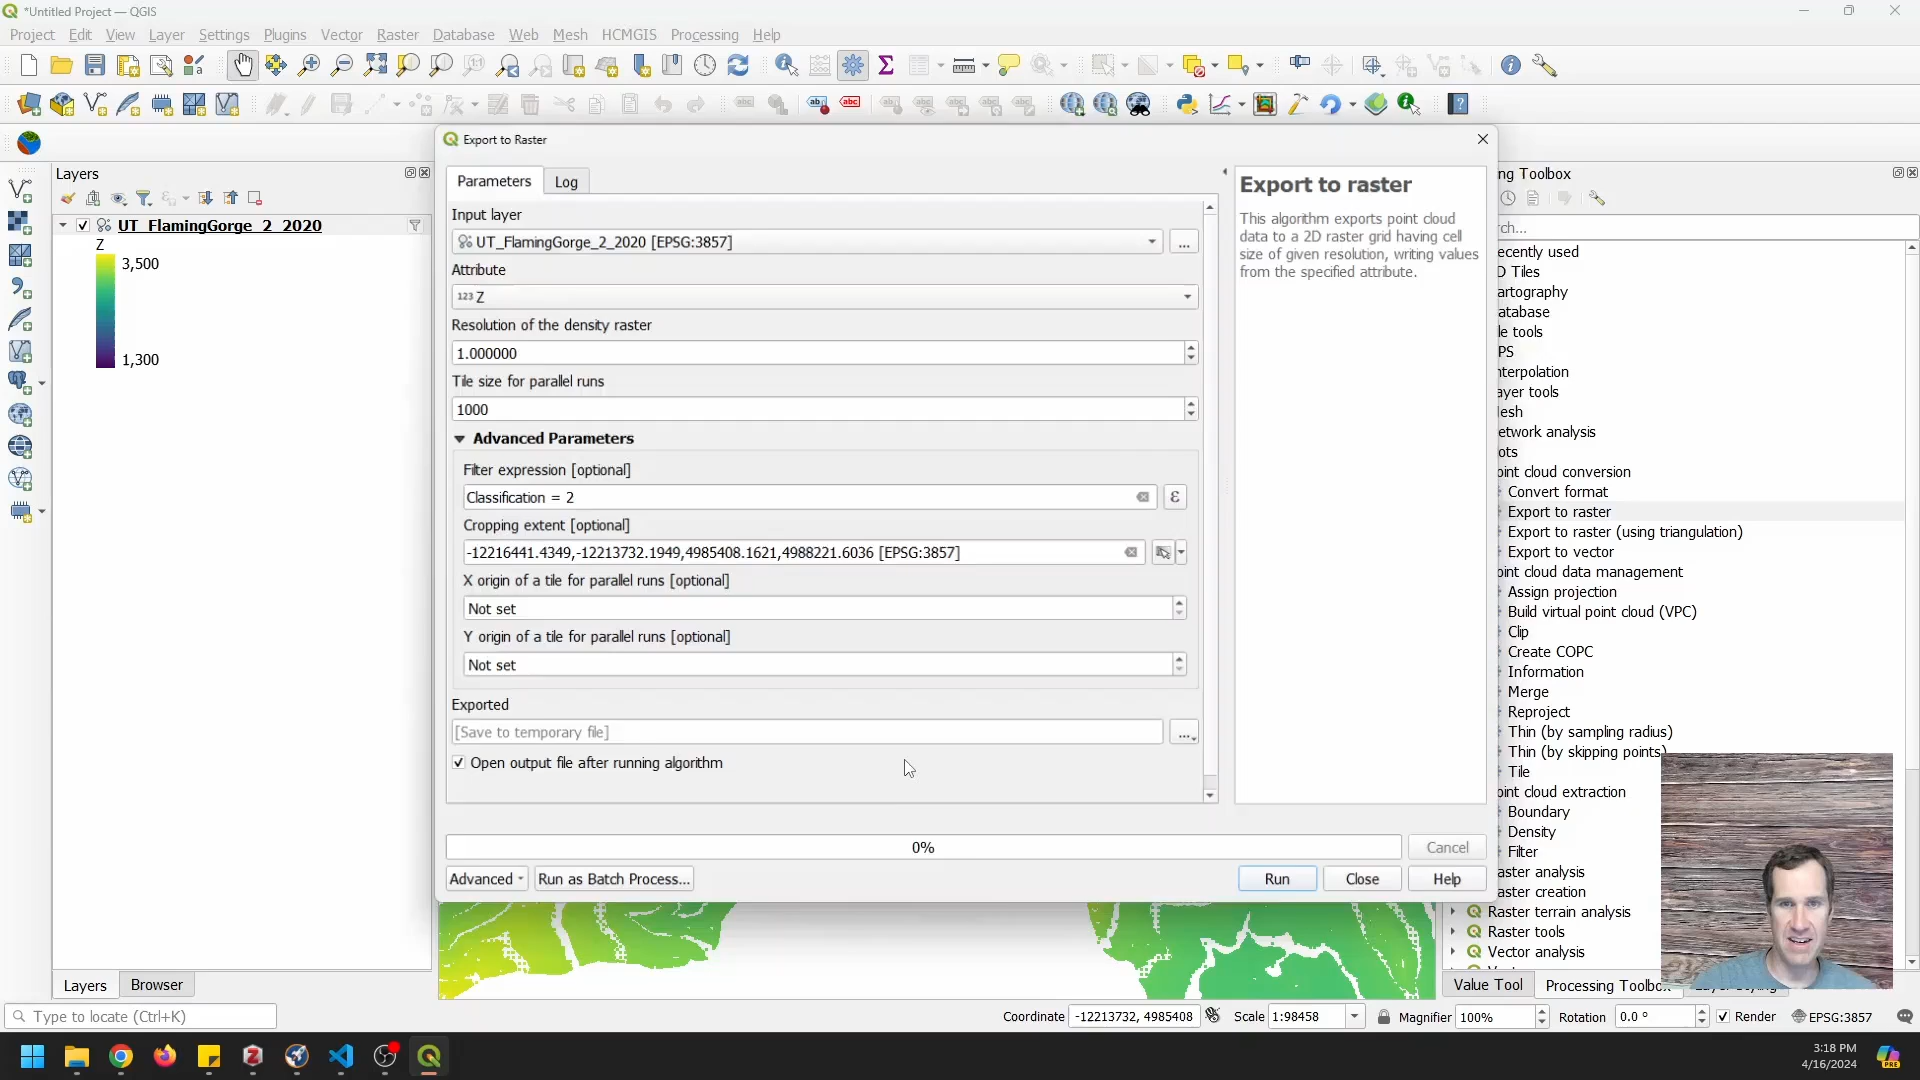 *Untitled Project — QGIS
Project Edit View Layer Settings Plugins Vector Raster Database Web Mesh HCMGIS Processing Help
Layers
UT_FlamingGorge_2_2020
Z
3,500
1,300
Export to Raster
Parameters
Log
Input layer
UT_FlamingGorge_2_2020 [EPSG:3857]
...
Attribute
123 Z
Resolution of the density raster
1.000000
Tile size for parallel runs
1000
Advanced Parameters
Filter expression [optional]
Classification = 2
ε
Cropping extent [optional]
-12216441.4349,-12213732.1949,4985408.1621,4988221.6036 [EPSG:3857]
X origin of a tile for parallel runs [optional]
Not set
Y origin of a tile for parallel runs [optional]
Not set
Exported
[Save to temporary file]
...
Open output file after running algorithm
0%
Cancel
Advanced
Run as Batch Process...
Run
Close
Help
Export to raster
This algorithm exports point cloud
data to a 2D raster grid having cell
size of given resolution, writing values
from the specified attribute.
ng Toolbox
rch...
ecently used
D Tiles
artography
atabase
le tools
PS
nterpolation
ayer tools
esh
etwork analysis
ots
oint cloud conversion
Convert format
Export to raster
Export to raster (using triangulation)
Export to vector
oint cloud data management
Assign projection
Build virtual point cloud (VPC)
Clip
Create COPC
Information
Merge
Reproject
Thin (by sampling radius)
Thin (by skipping points)
Tile
oint cloud extraction
Boundary
Density
Filter
aster analysis
aster creation
Raster terrain analysis
Raster tools
Vector analysis
Layers
Browser
Value Tool
Processing Toolbox
Type to locate (Ctrl+K)
Coordinate -12213732, 4985408 Scale 1:98458 Magnifier 100% Rotation 0.0 ° Render EPSG:3857
3:18 PM
4/16/2024